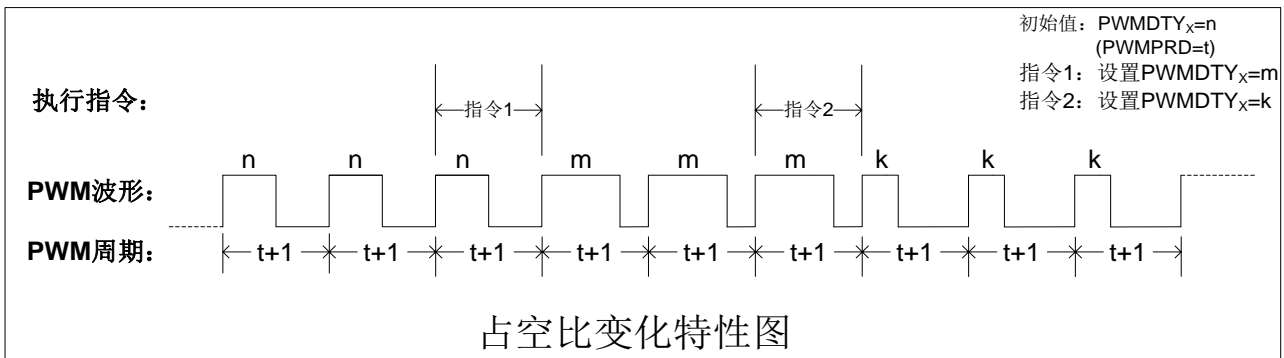 初始值：PWMDTYX=n
(PWMPRD=t)
指令1：设置PWMDTYX=m
指令2：设置PWMDTYX=k
执行指令：
指令1
指令2
n n n m m m k k k
PWM波形：
PWM周期：
t+1 t+1 t+1 t+1 t+1 t+1 t+1 t+1 t+1
占空比变化特性图